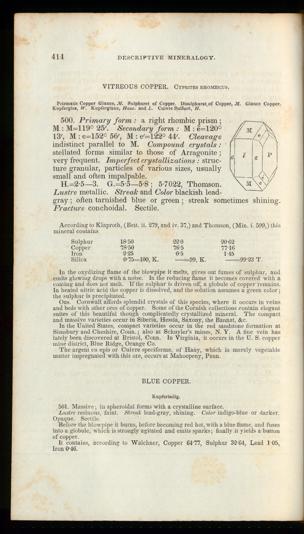 414 DESCRIPTIVE MINERALOGY.
VITREOUS COPPER. CYPRITES RHOMBICUS.
Prismatic Copper Glance, M. Sulphuret of Copper. Disulphuret of Copper, M. Glance Copper.
Kupferglas, W. Kupferglanz, Haus. and L. Cuivre Sulfuré, H.
500. Primary form: a right rhombic prism;
M : M=119° 25′. Secondary form: M : ē=120°
13′, M : e=152° 56′, M : e′=122° 44′. Cleavage
indistinct parallel to M. Compound crystals:
stellated forms similar to those of Arragonite;
very frequent. Imperfect crystallizations: struc-
ture granular, particles of various sizes, usually
small and often impalpable.
H.=2·5—3. G.=5·5—5·8; 5·7022, Thomson.
Lustre metallic. Streak and Color blackish lead-
gray; often tarnished blue or green; streak sometimes shining.
Fracture conchoidal. Sectile.
M
e
P
M
According to Klaproth, (Beit. ii. 279, and iv. 37,) and Thomson, (Min. i. 599,) this
mineral contains
Sulphur 18·50 22·0 20·62
Copper 78·50 76·5 77·16
Iron 2·25 0·5 1·45
Silica 0·75=100, K. ——=99, K. ——=99·23 T.
In the oxydizing flame of the blowpipe it melts, gives out fumes of sulphur, and
emits glowing drops with a noise. In the reducing flame it becomes covered with a
coating and does not melt. If the sulphur is driven off, a globule of copper remains.
In heated nitric acid the copper is dissolved, and the solution assumes a green color;
the sulphur is precipitated.
Obs. Cornwall affords splendid crystals of this species, where it occurs in veins
and beds with other ores of copper. Some of the Cornish collections contain elegant
suites of this beautiful though complicatedly crystallized mineral. The compact
and massive varieties occur in Siberia, Hessia, Saxony, the Bannat, &c.
In the United States, compact varieties occur in the red sandstone formation at
Simsbury and Cheshire, Conn.; also at Schuyler's mines, N. Y. A fine vein has
lately been discovered at Bristol, Conn. In Virginia, it occurs in the U. S. copper
mine district, Blue Ridge, Orange Co.
The argent en epis or Cuivre spiciforme, of Haüy, which is merely vegetable
matter impregnated with this ore, occurs at Mahoopeny, Penn.
BLUE COPPER.
Kupferindig.
501. Massive; in spheroidal forms with a crystalline surface.
Lustre resinous, faint. Streak lead-gray, shining. Color indigo-blue or darker.
Opaque. Sectile.
Before the blowpipe it burns, before becoming red hot, with a blue flame, and fuses
into a globule, which is strongly agitated and emits sparks; finally it yields a button
of copper.
It contains, according to Walchner, Copper 64·77, Sulphur 32·64, Lead 1·05,
Iron 0·46.